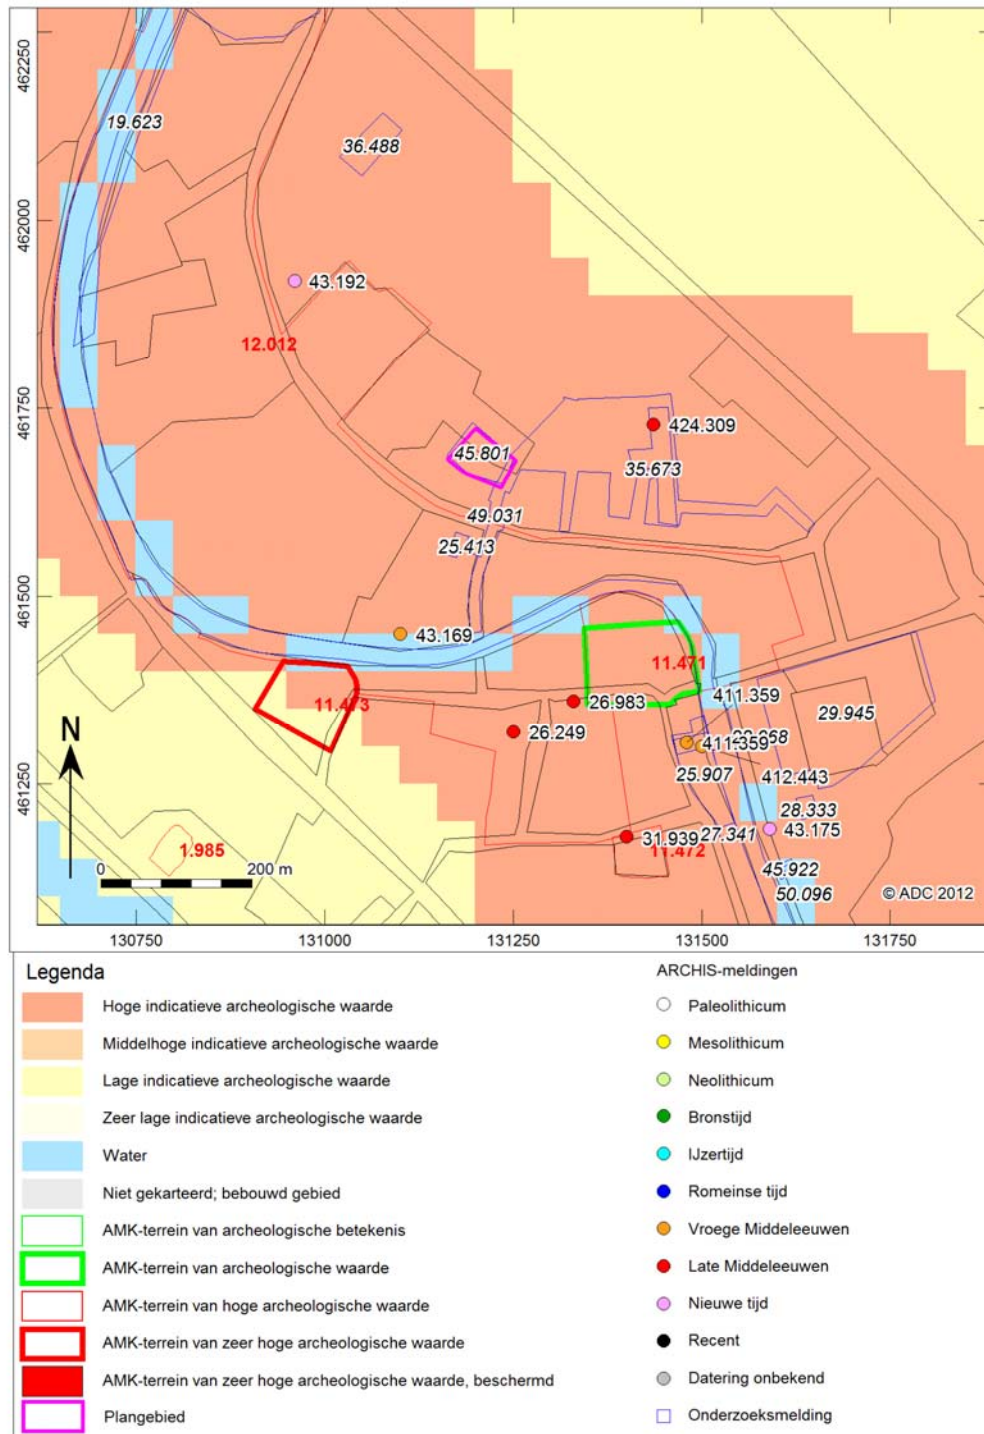 462250
19.623
36.488
462000
43.192
12.012
461750
424.309
45.801
35.673
49.031
25.413
461500
43.169
11.471
411.359
11.473
26.983
29.945
26.249
411.359
25.907
412.443
461250
28.333
43.175
31.939
27.341
11.472
1.985
45.922
50.096
N
0 200 m
© ADC 2012
130750 131000 131250 131500 131750
Legenda
Hoge indicatieve archeologische waarde
Middelhoge indicatieve archeologische waarde
Lage indicatieve archeologische waarde
Zeer lage indicatieve archeologische waarde
Water
Niet gekarteerd; bebouwd gebied
AMK-terrein van archeologische betekenis
AMK-terrein van archeologische waarde
AMK-terrein van hoge archeologische waarde
AMK-terrein van zeer hoge archeologische waarde
AMK-terrein van zeer hoge archeologische waarde, beschermd
Plangebied
ARCHIS-meldingen
Paleolithicum
Mesolithicum
Neolithicum
Bronstijd
IJzertijd
Romeinse tijd
Vroege Middeleeuwen
Late Middeleeuwen
Nieuwe tijd
Recent
Datering onbekend
Onderzoeksmelding